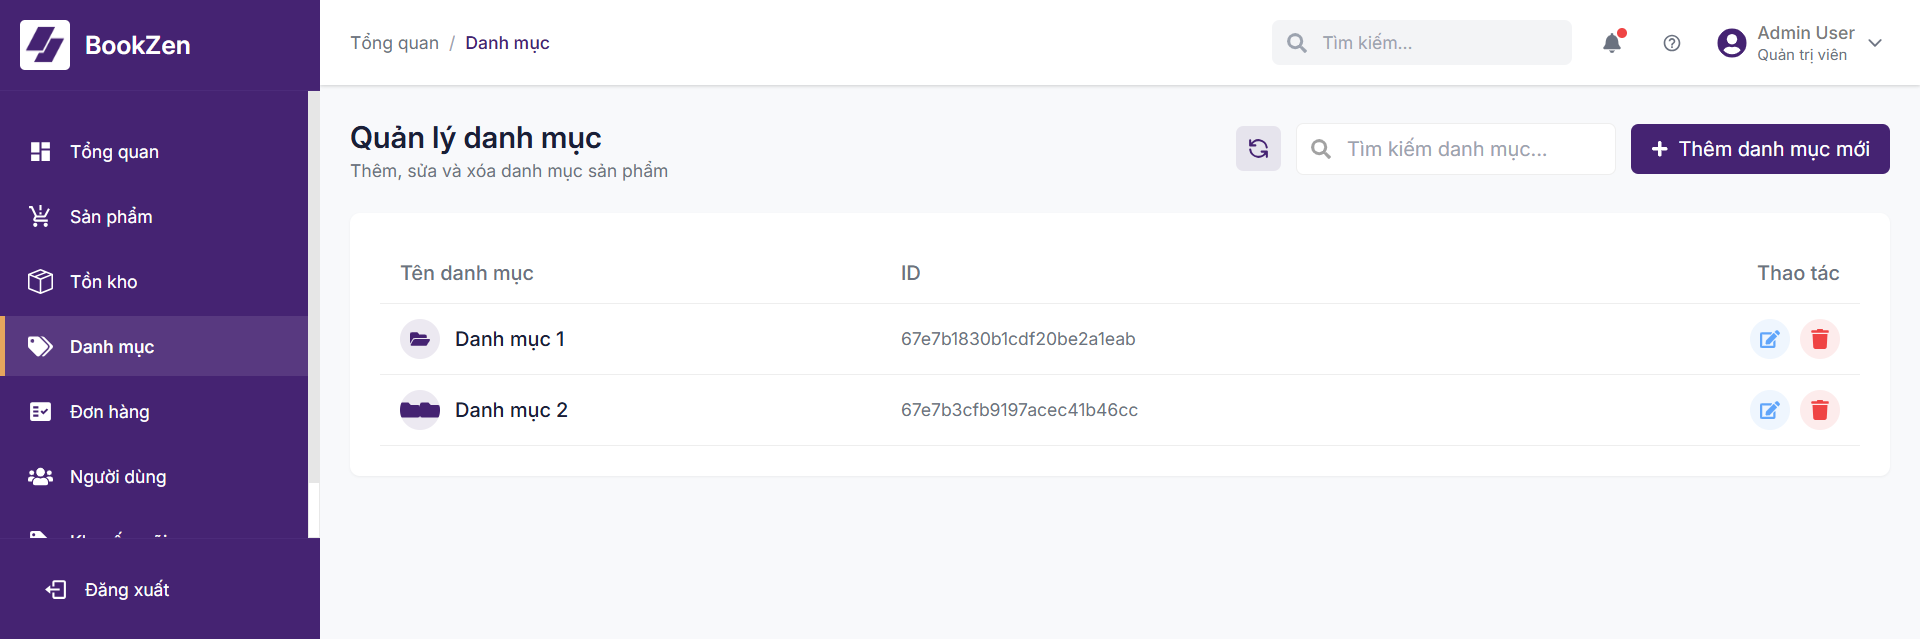 BookZen
Tổng quan
Sản phẩm
Tồn kho
Danh mục
Đơn hàng
Người dùng
Đăng xuất
Tổng quan / Danh mục
Tìm kiếm...
Admin User
Quản trị viên
Quản lý danh mục
Thêm, sửa và xóa danh mục sản phẩm
Tìm kiếm danh mục...
Thêm danh mục mới
Tên danh mục ID Thao tác
Danh mục 1 67e7b1830b1cdf20be2a1eab
Danh mục 2 67e7b3cfb9197acec41b46cc